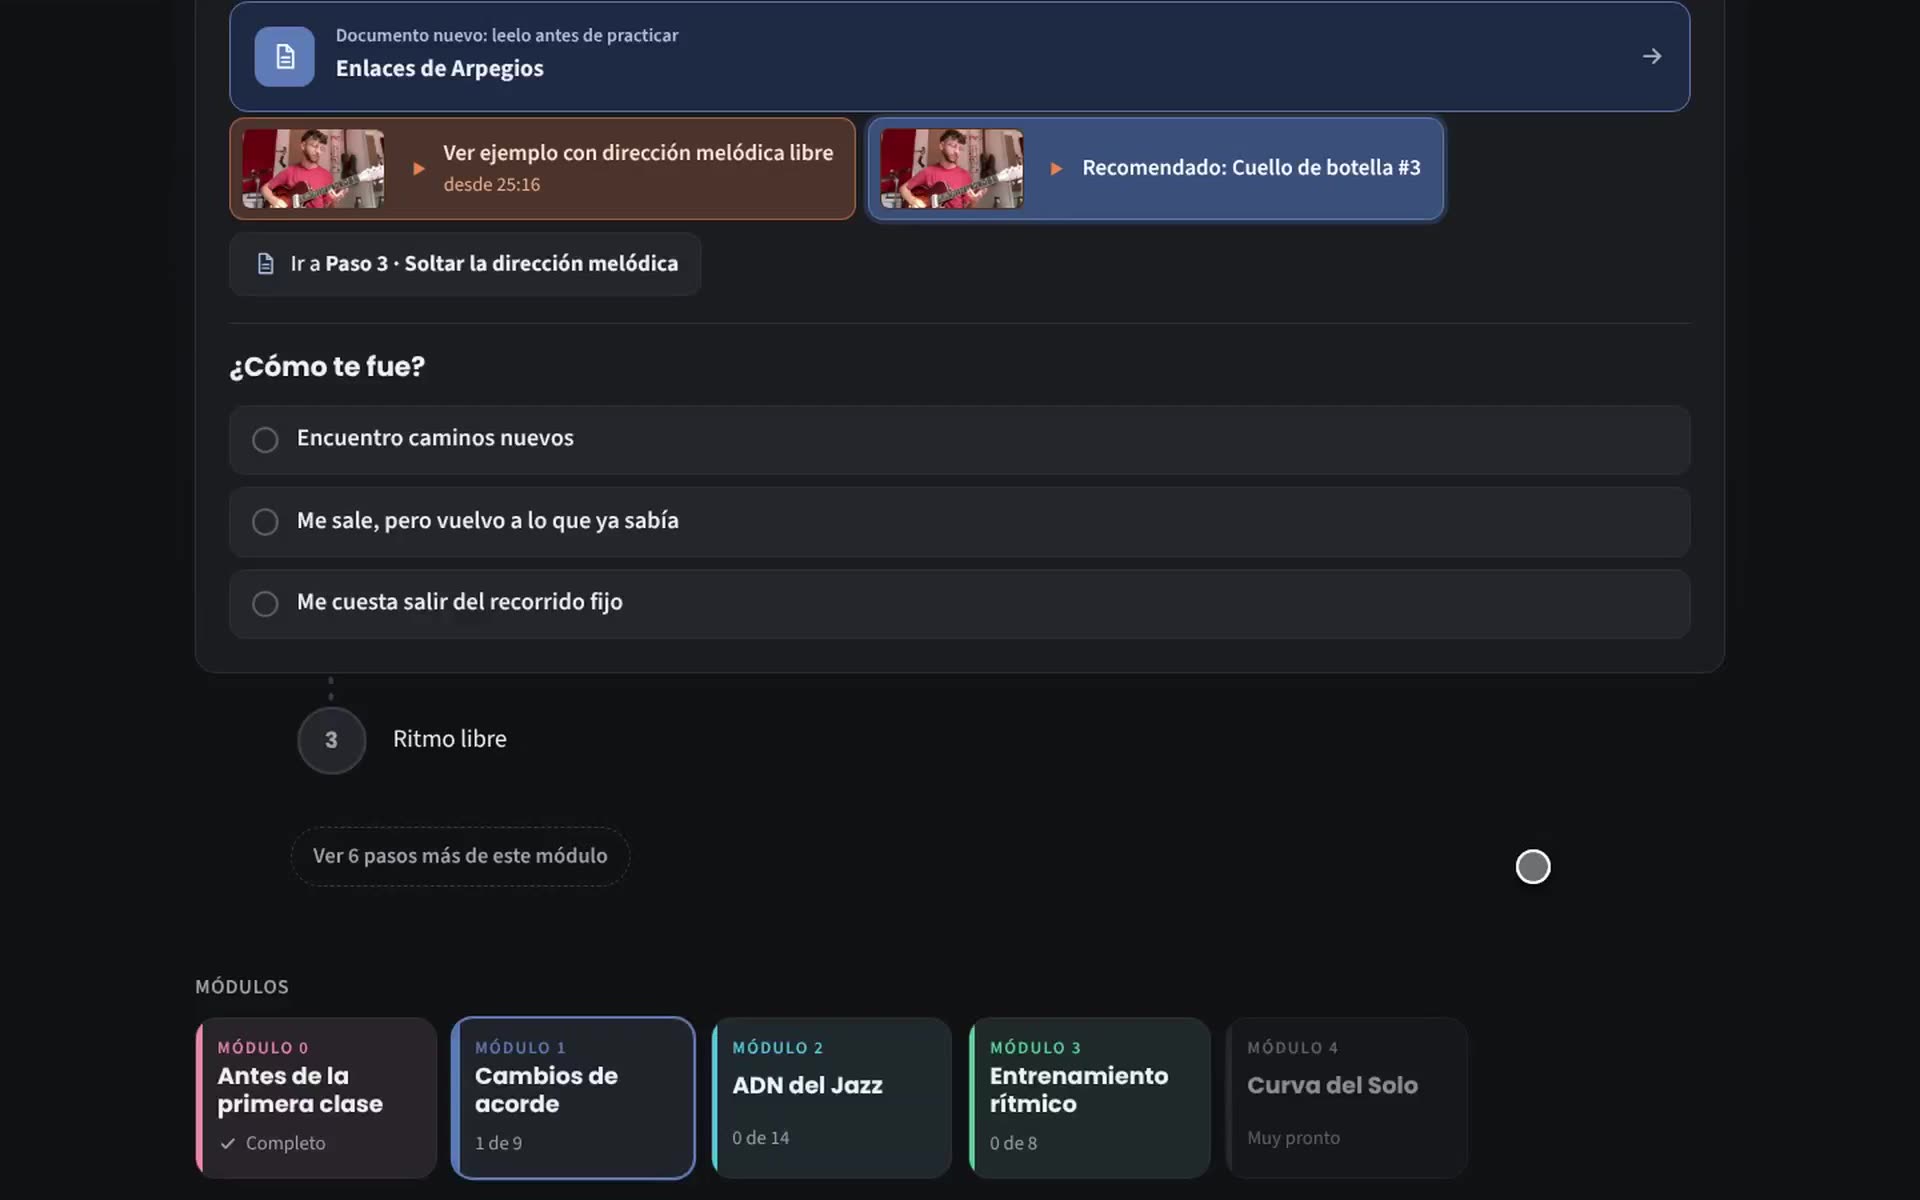 Documento nuevo: leelo antes de practicar
Enlaces de Arpegios
Ver ejemplo con dirección melódica libre
desde 25:16
Recomendado: Cuello de botella #3
Ir a Paso 3 · Soltar la dirección melódica
¿Cómo te fue?
Encuentro caminos nuevos
Me sale, pero vuelvo a lo que ya sabía
Me cuesta salir del recorrido fijo
3
Ritmo libre
Ver 6 pasos más de este módulo
MÓDULOS
MÓDULO 0
Antes de la
primera clase
Completo
MÓDULO 1
Cambios de
acorde
1 de 9
MÓDULO 2
ADN del Jazz
0 de 14
MÓDULO 3
Entrenamiento
rítmico
0 de 8
MÓDULO 4
Curva del Solo
Muy pronto